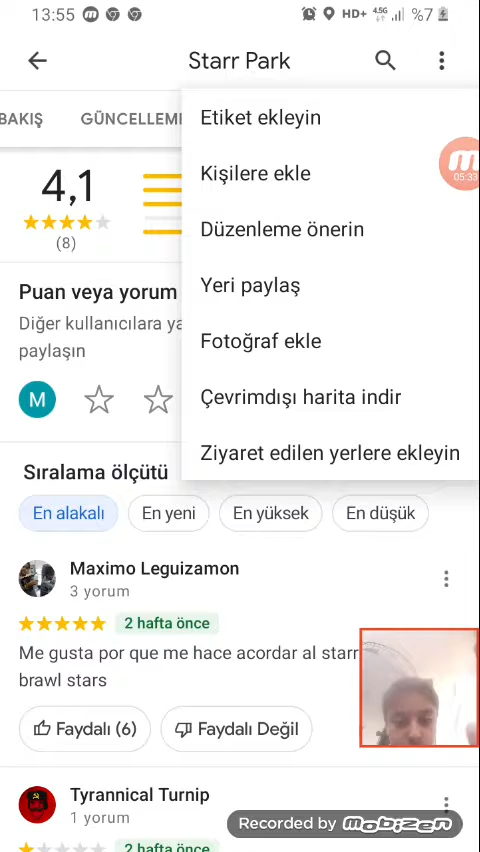 13:55 HD+ 4.5G %7
Starr Park
BAKIŞ GÜNCELLEM
Etiket ekleyin
Kişilere ekle
Düzenleme önerin
Yeri paylaş
Fotoğraf ekle
Çevrimdışı harita indir
Ziyaret edilen yerlere ekleyin
05:33
4,1
(8)
Puan veya yorum
Diğer kullanıcılara ya
paylaşın
M
Sıralama ölçütü
En alakalı En yeni En yüksek En düşük
Maximo Leguizamon
3 yorum
2 hafta önce
Me gusta por que me hace acordar al starr
brawl stars
Faydalı (6) Faydalı Değil
Tyrannical Turnip
1 yorum
Recorded by Mobizen
2 hafta önce